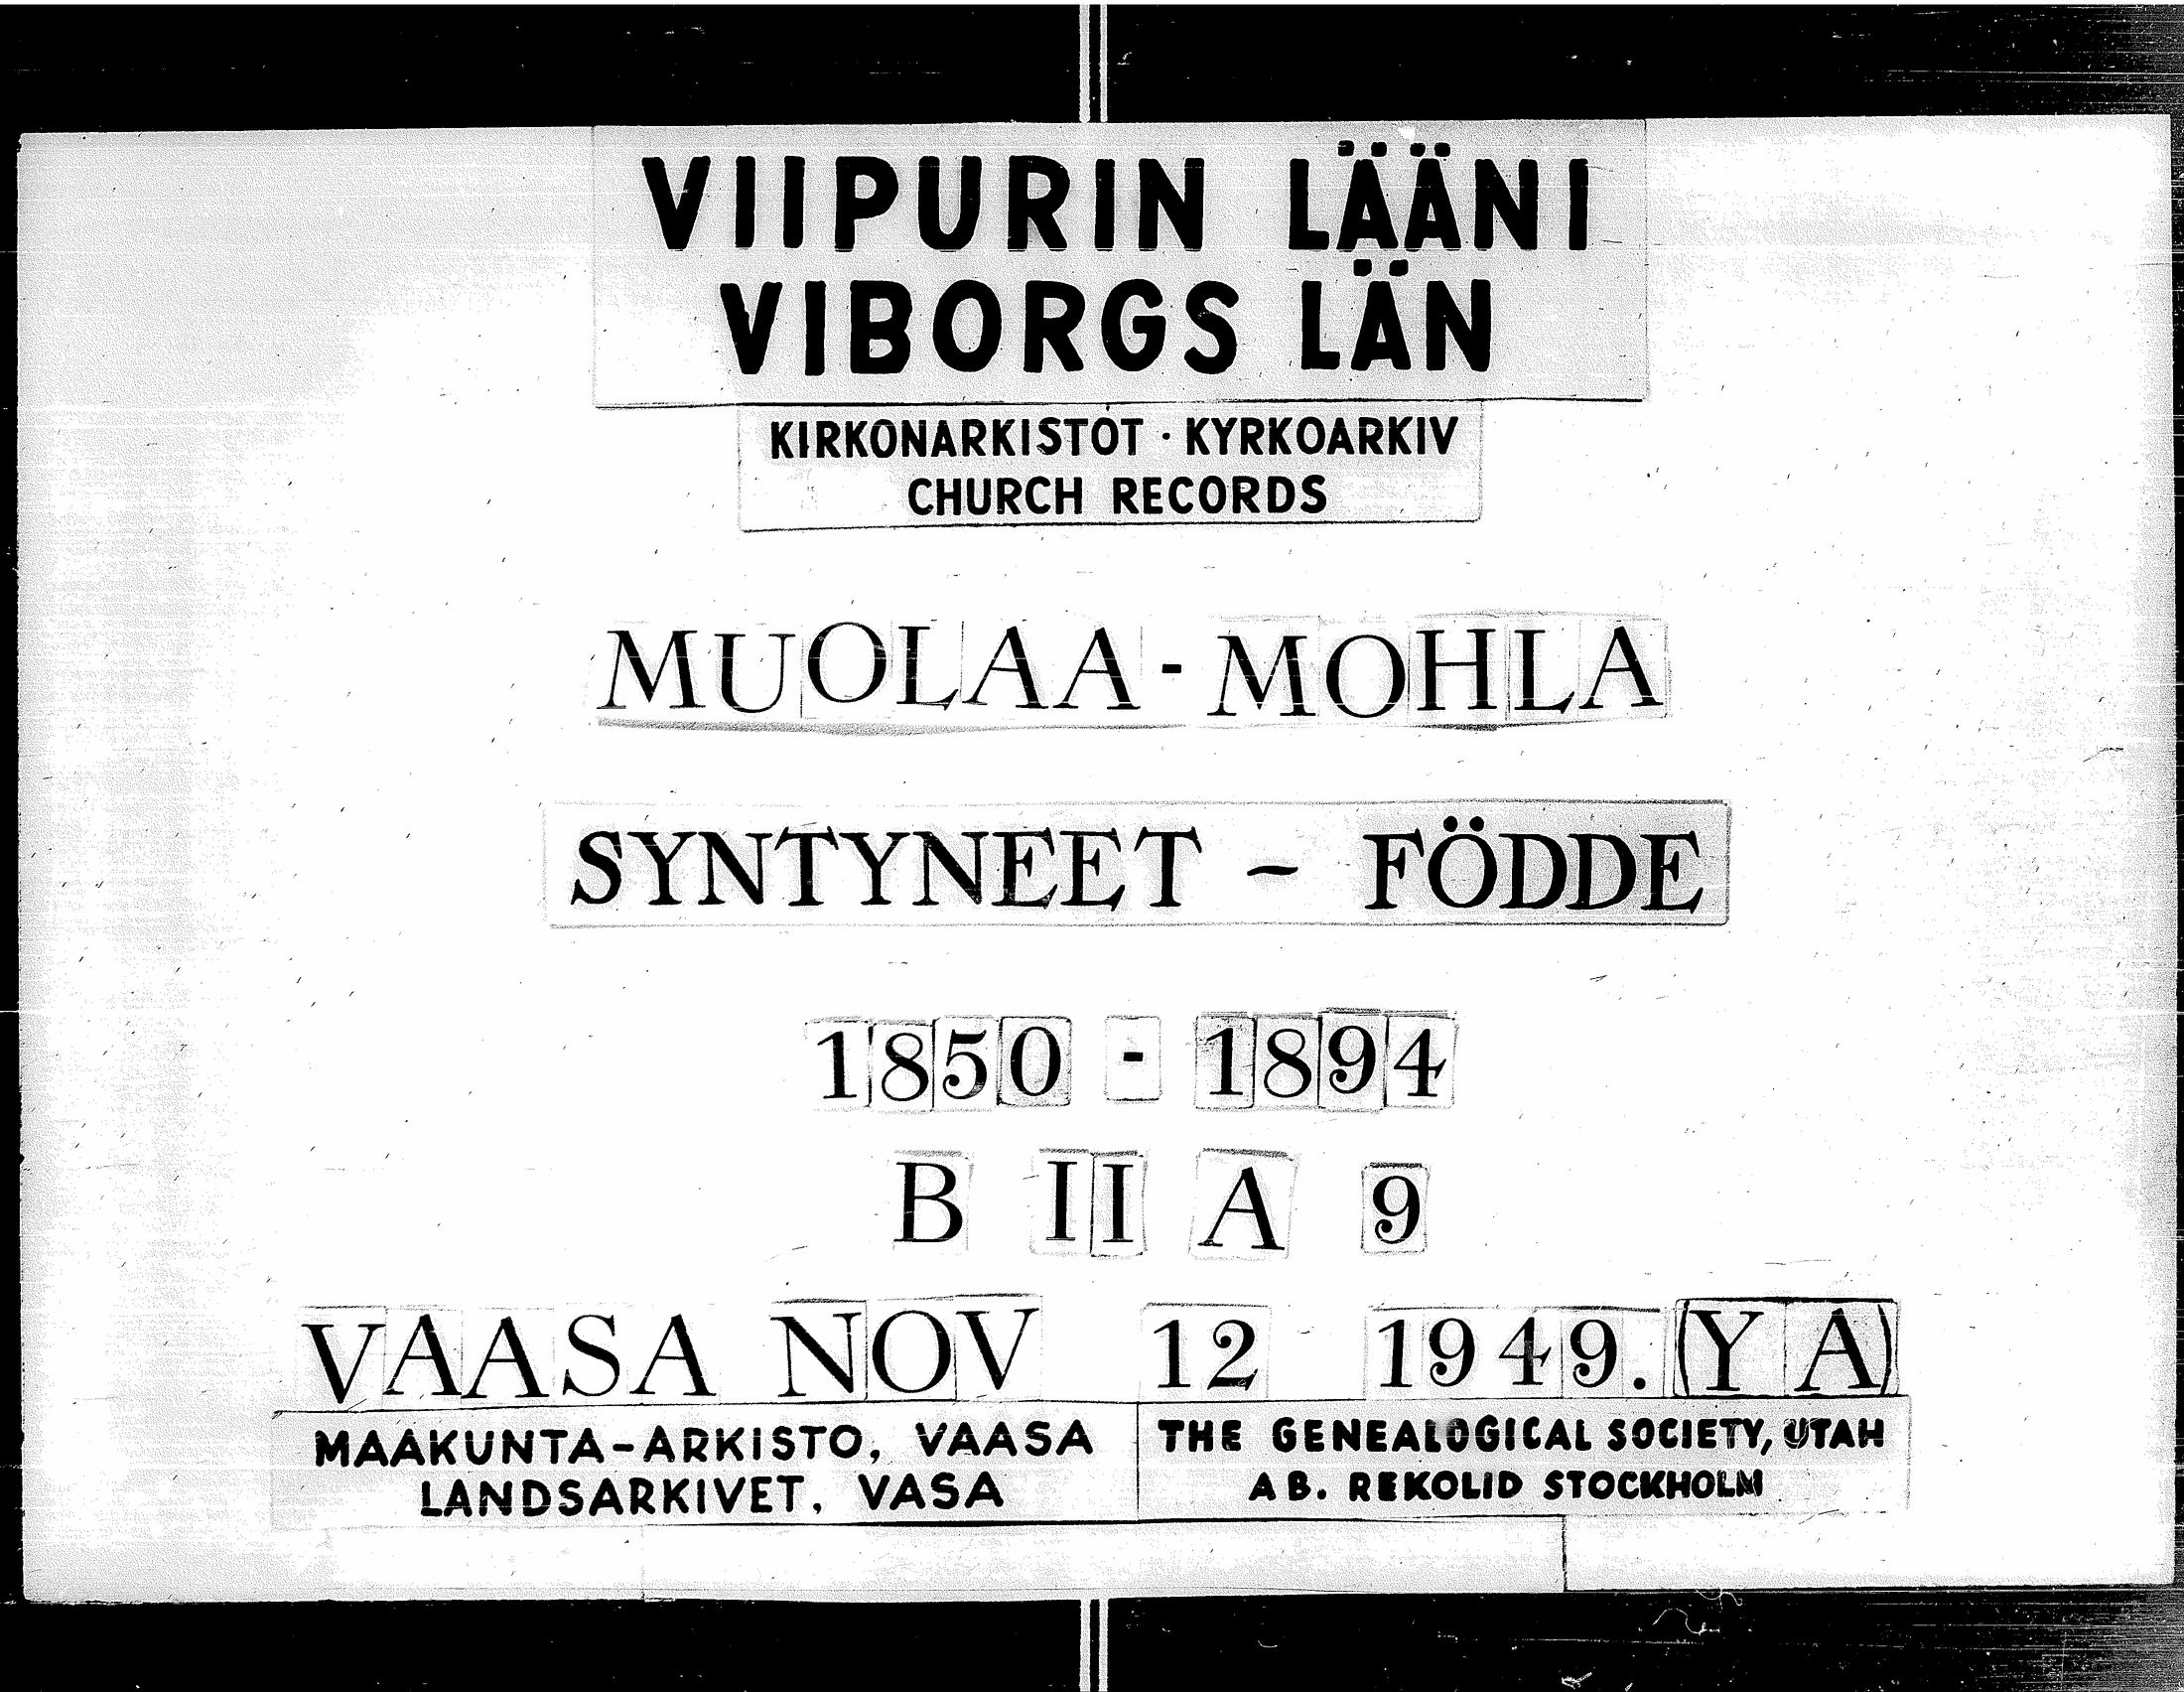 VIIPURIN LÄÄNI
VIBORGS LÄN
KIRKONARKISTOT · KYRKOARKIV
CHURCH RECORDS
MUOLAA - MOHLA
SYNTYNEET - FÖDDE
1850 - 1894
B II A 9
VAASA NOV 12 1949. (Y A)
MAAKUNTA-ARKISTO, VAASA
LANDSARKIVET, VASA
THE GENEALOGICAL SOCIETY, UTAH
AB. REKOLID STOCKHOLM